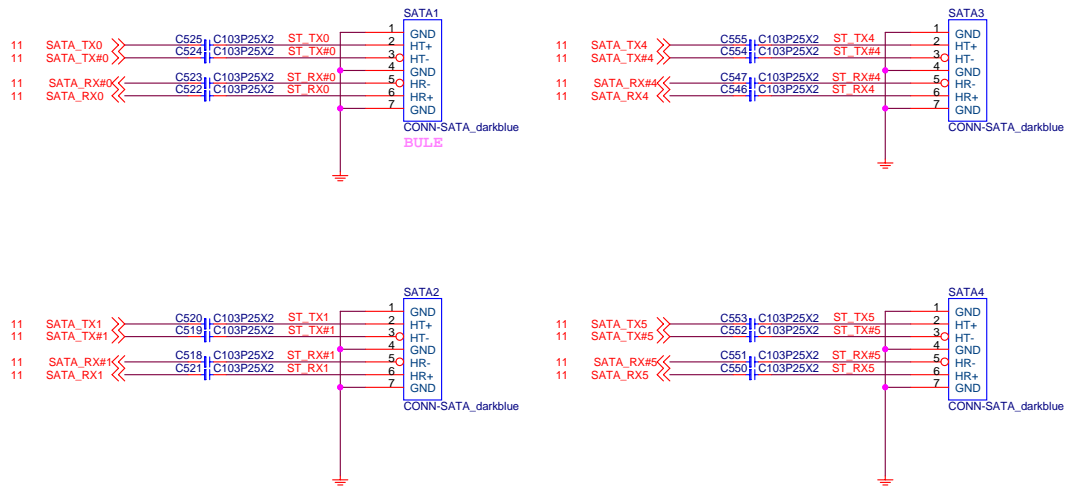 SATA1
1 GND
11 SATA_TX0 C525 C103P25X2 ST_TX0 2 HT+
11 SATA_TX#0 C524 C103P25X2 ST_TX#0 3 HT-
4 GND
11 SATA_RX#0 C523 C103P25X2 ST_RX#0 5 HR-
11 SATA_RX0 C522 C103P25X2 ST_RX0 6 HR+
7 GND
CONN-SATA_darkblue
BULE
SATA3
1 GND
11 SATA_TX4 C555 C103P25X2 ST_TX4 2 HT+
11 SATA_TX#4 C554 C103P25X2 ST_TX#4 3 HT-
4 GND
11 SATA_RX#4 C547 C103P25X2 ST_RX#4 5 HR-
11 SATA_RX4 C546 C103P25X2 ST_RX4 6 HR+
7 GND
CONN-SATA_darkblue
SATA2
1 GND
11 SATA_TX1 C520 C103P25X2 ST_TX1 2 HT+
11 SATA_TX#1 C519 C103P25X2 ST_TX#1 3 HT-
4 GND
11 SATA_RX#1 C518 C103P25X2 ST_RX#1 5 HR-
11 SATA_RX1 C521 C103P25X2 ST_RX1 6 HR+
7 GND
CONN-SATA_darkblue
SATA4
1 GND
11 SATA_TX5 C553 C103P25X2 ST_TX5 2 HT+
11 SATA_TX#5 C552 C103P25X2 ST_TX#5 3 HT-
4 GND
11 SATA_RX#5 C551 C103P25X2 ST_RX#5 5 HR-
11 SATA_RX5 C550 C103P25X2 ST_RX5 6 HR+
7 GND
CONN-SATA_darkblue